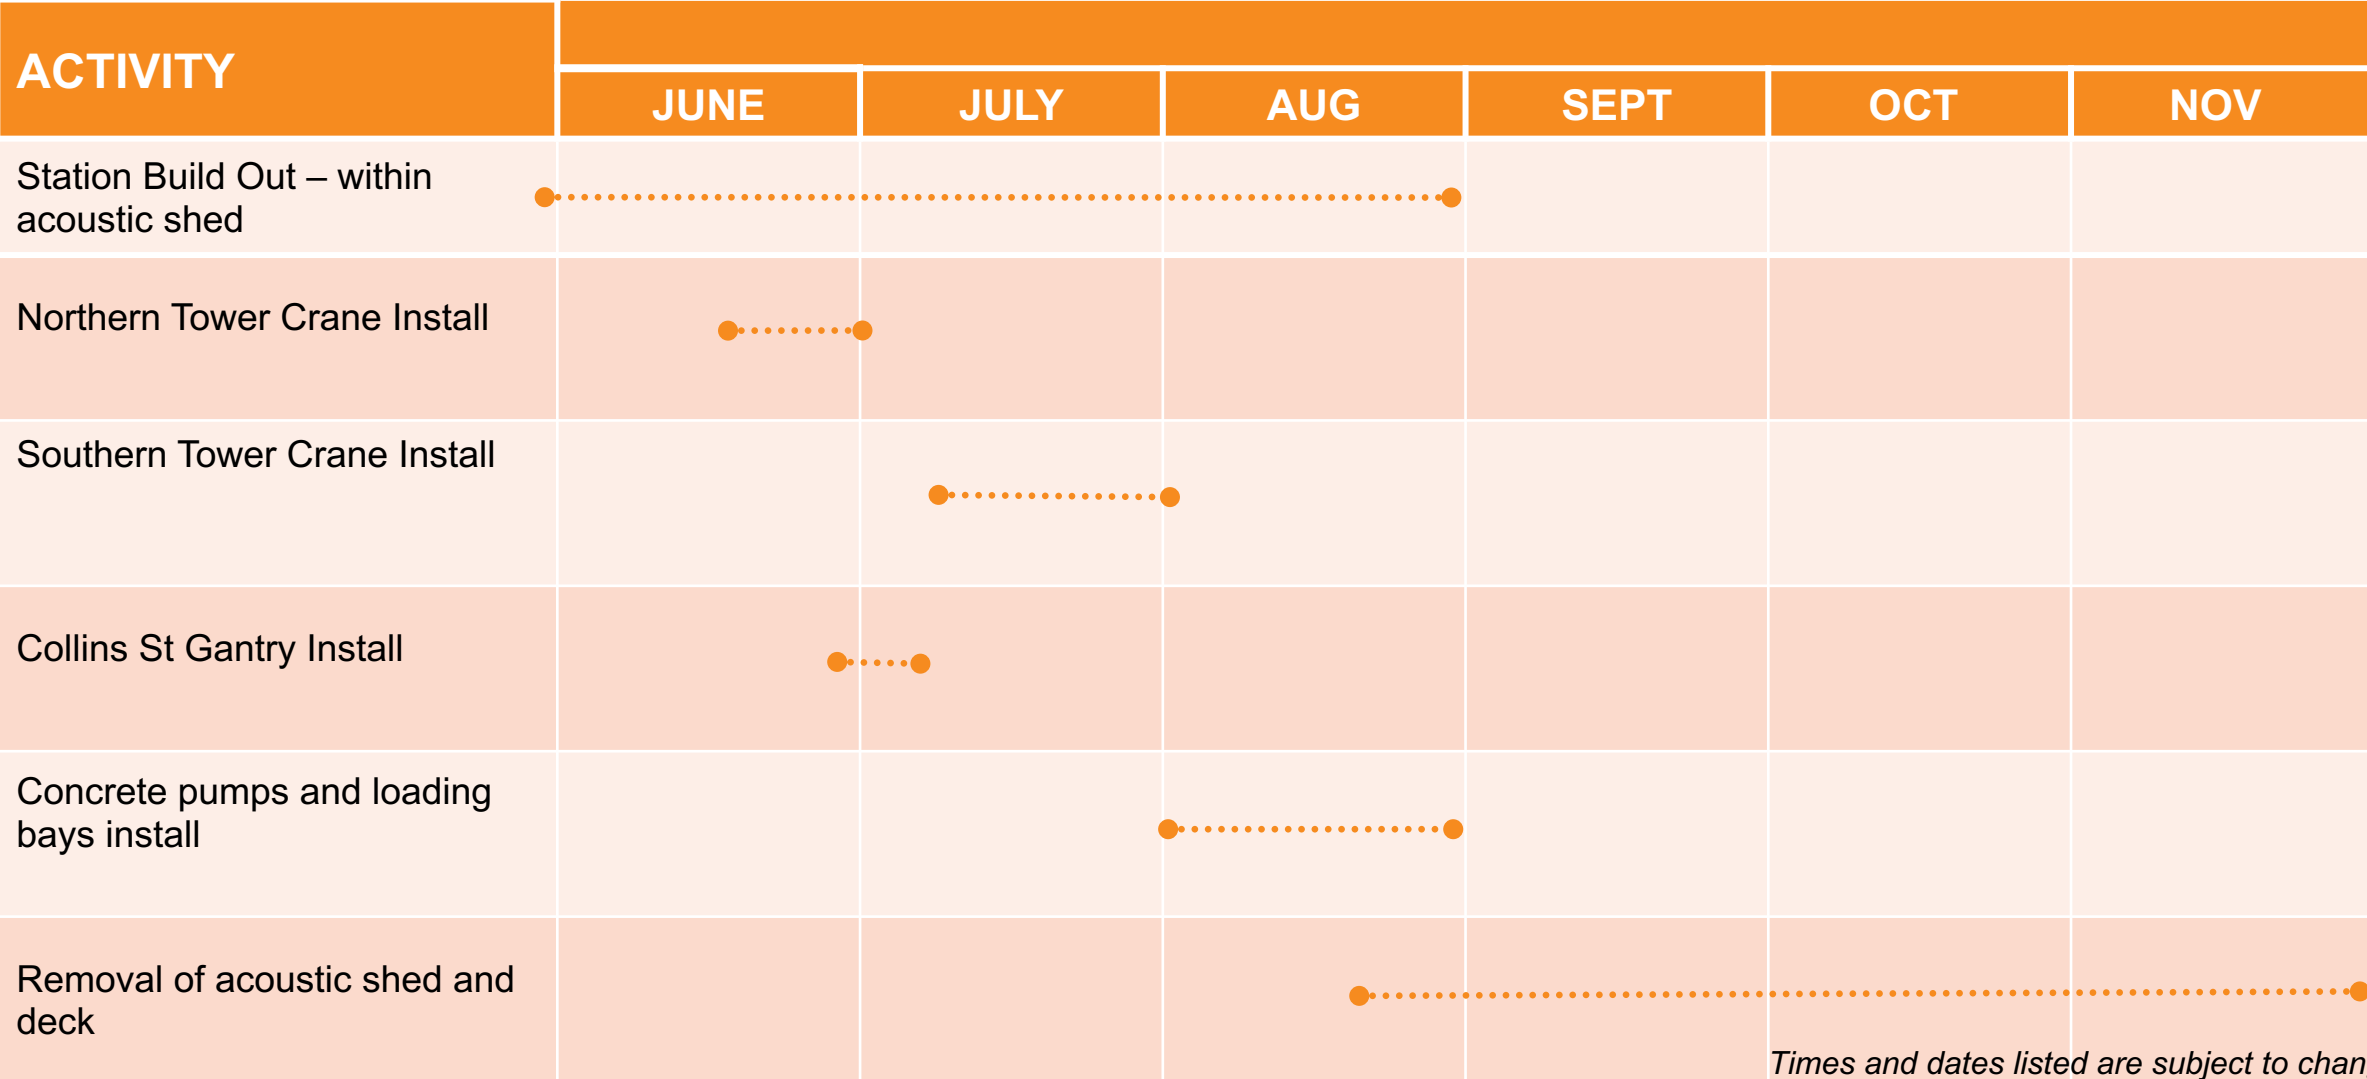 ACTIVITY
JUNE JULY AUG SEPT OCT NOV
Station Build Out – within
acoustic shed
Northern Tower Crane Install
Southern Tower Crane Install
Collins St Gantry Install
Concrete pumps and loading
bays install
Removal of acoustic shed and
deck
Times and dates listed are subject to chan